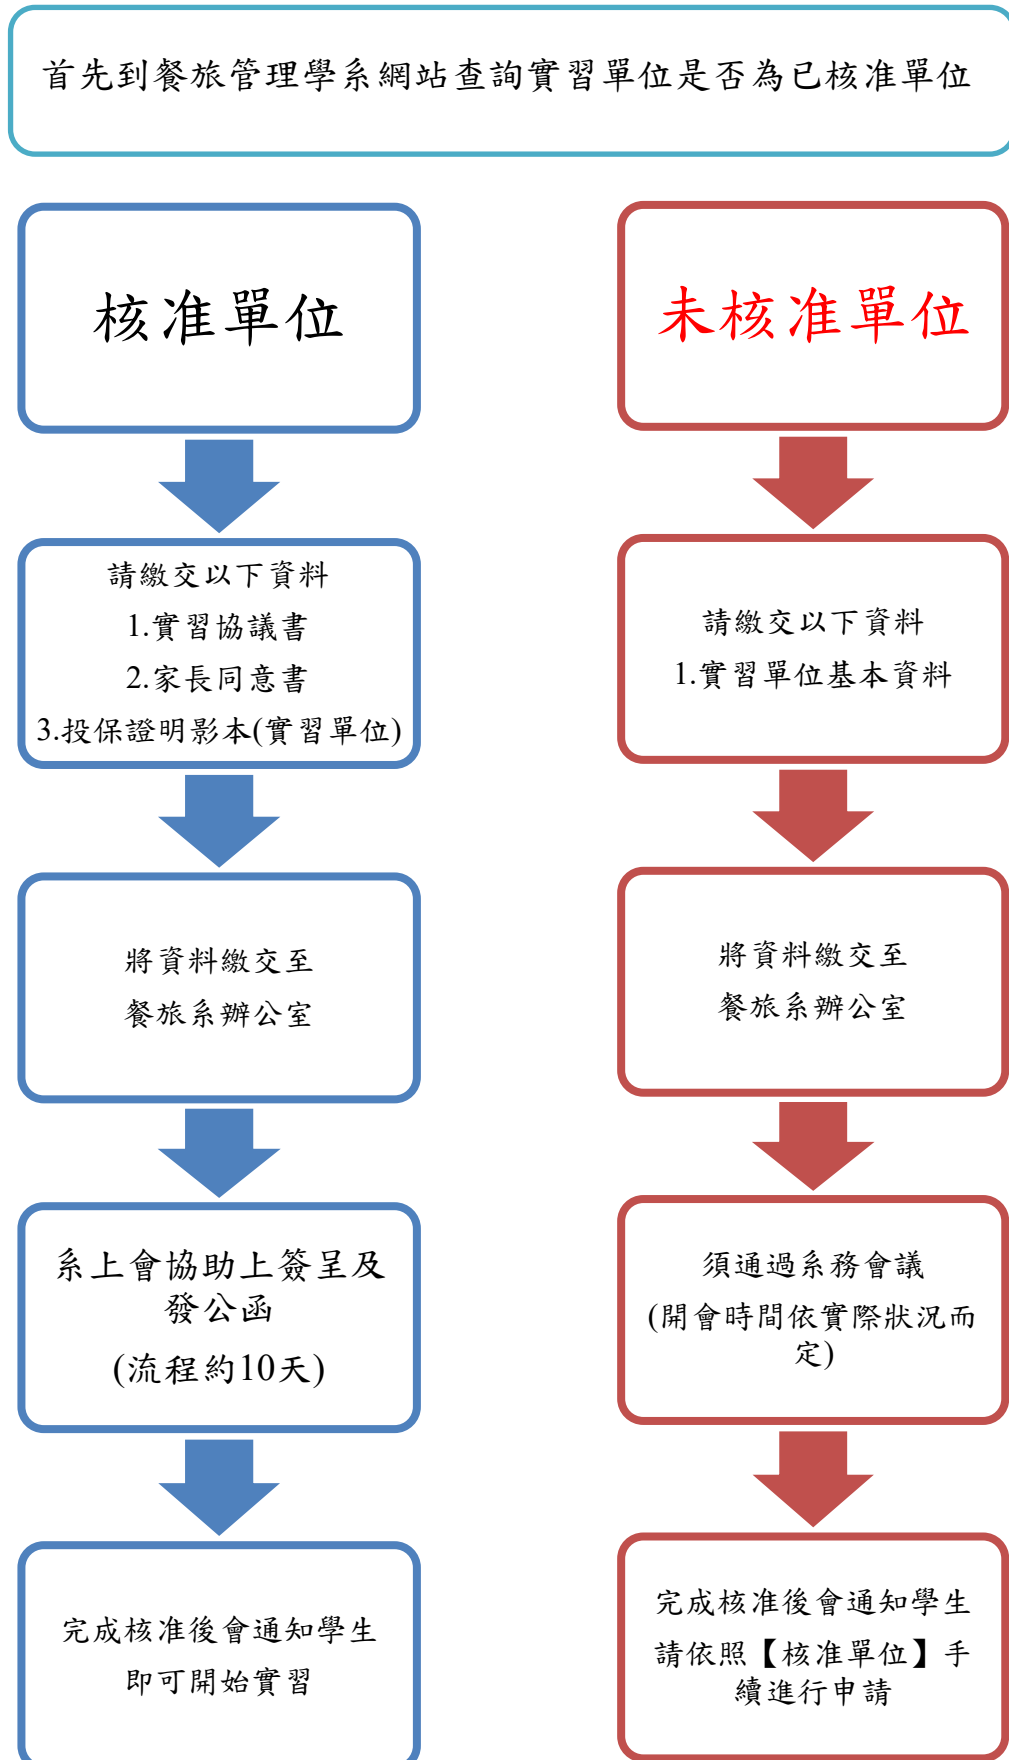 首先到餐旅管理學系網站查詢實習單位是否為已核准單位
核准單位
請繳交以下資料
1.實習協議書
2.家長同意書
3.投保證明影本(實習單位)
將資料繳交至
餐旅系辦公室
系上會協助上簽呈及
發公函
(流程約10天)
完成核准後會通知學生
即可開始實習
未核准單位
請繳交以下資料
1.實習單位基本資料
將資料繳交至
餐旅系辦公室
須通過系務會議
(開會時間依實際狀況而
定)
完成核准後會通知學生
請依照【核准單位】手
續進行申請